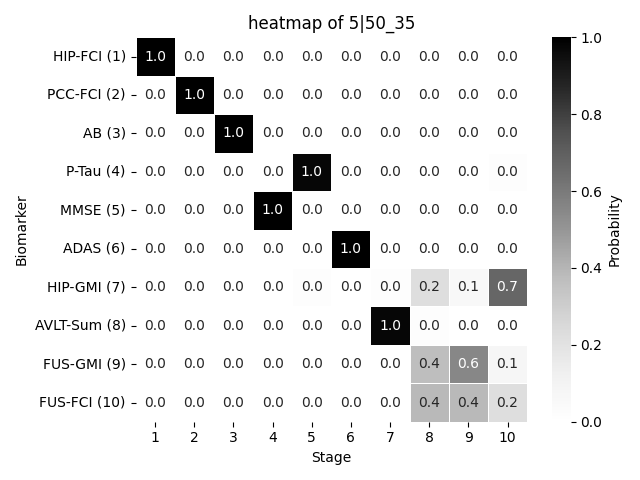 heatmap of 5|50_35
HIP-FCI (1) 1.0 0.0 0.0 0.0 0.0 0.0 0.0 0.0 0.0 0.0
PCC-FCI (2) 0.0 1.0 0.0 0.0 0.0 0.0 0.0 0.0 0.0 0.0
AB (3) 0.0 0.0 1.0 0.0 0.0 0.0 0.0 0.0 0.0 0.0
P-Tau (4) 0.0 0.0 0.0 0.0 1.0 0.0 0.0 0.0 0.0 0.0
MMSE (5) 0.0 0.0 0.0 1.0 0.0 0.0 0.0 0.0 0.0 0.0
ADAS (6) 0.0 0.0 0.0 0.0 0.0 1.0 0.0 0.0 0.0 0.0
HIP-GMI (7) 0.0 0.0 0.0 0.0 0.0 0.0 0.0 0.2 0.1 0.7
AVLT-Sum (8) 0.0 0.0 0.0 0.0 0.0 0.0 1.0 0.0 0.0 0.0
FUS-GMI (9) 0.0 0.0 0.0 0.0 0.0 0.0 0.0 0.4 0.6 0.1
FUS-FCI (10) 0.0 0.0 0.0 0.0 0.0 0.0 0.0 0.4 0.4 0.2
1 2 3 4 5 6 7 8 9 10
Stage
Biomarker
1.0
0.8
0.6
0.4
0.2
0.0
Probability